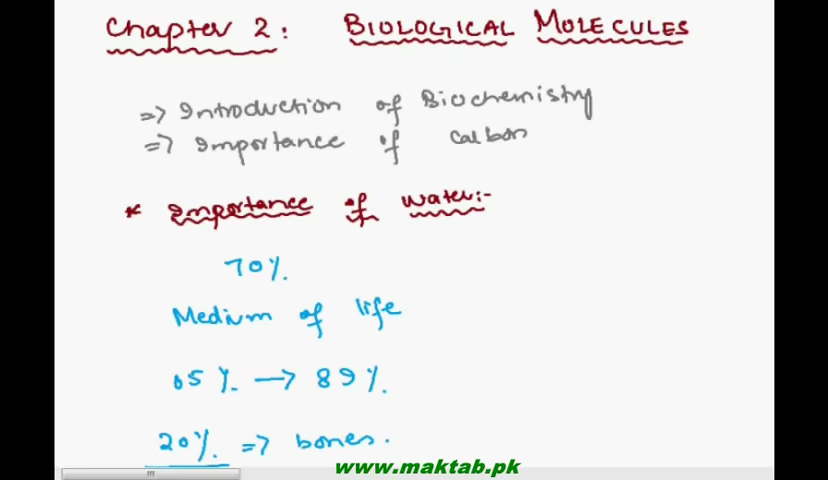 Chapter 2: BIOLOGICAL MOLECULES
=> Introduction of Biochemistry
=> Importance of Carbon
* Importance of water:-
70%.
Medium of life
05%. → 89%.
20%. => bones.
www.maktab.pk